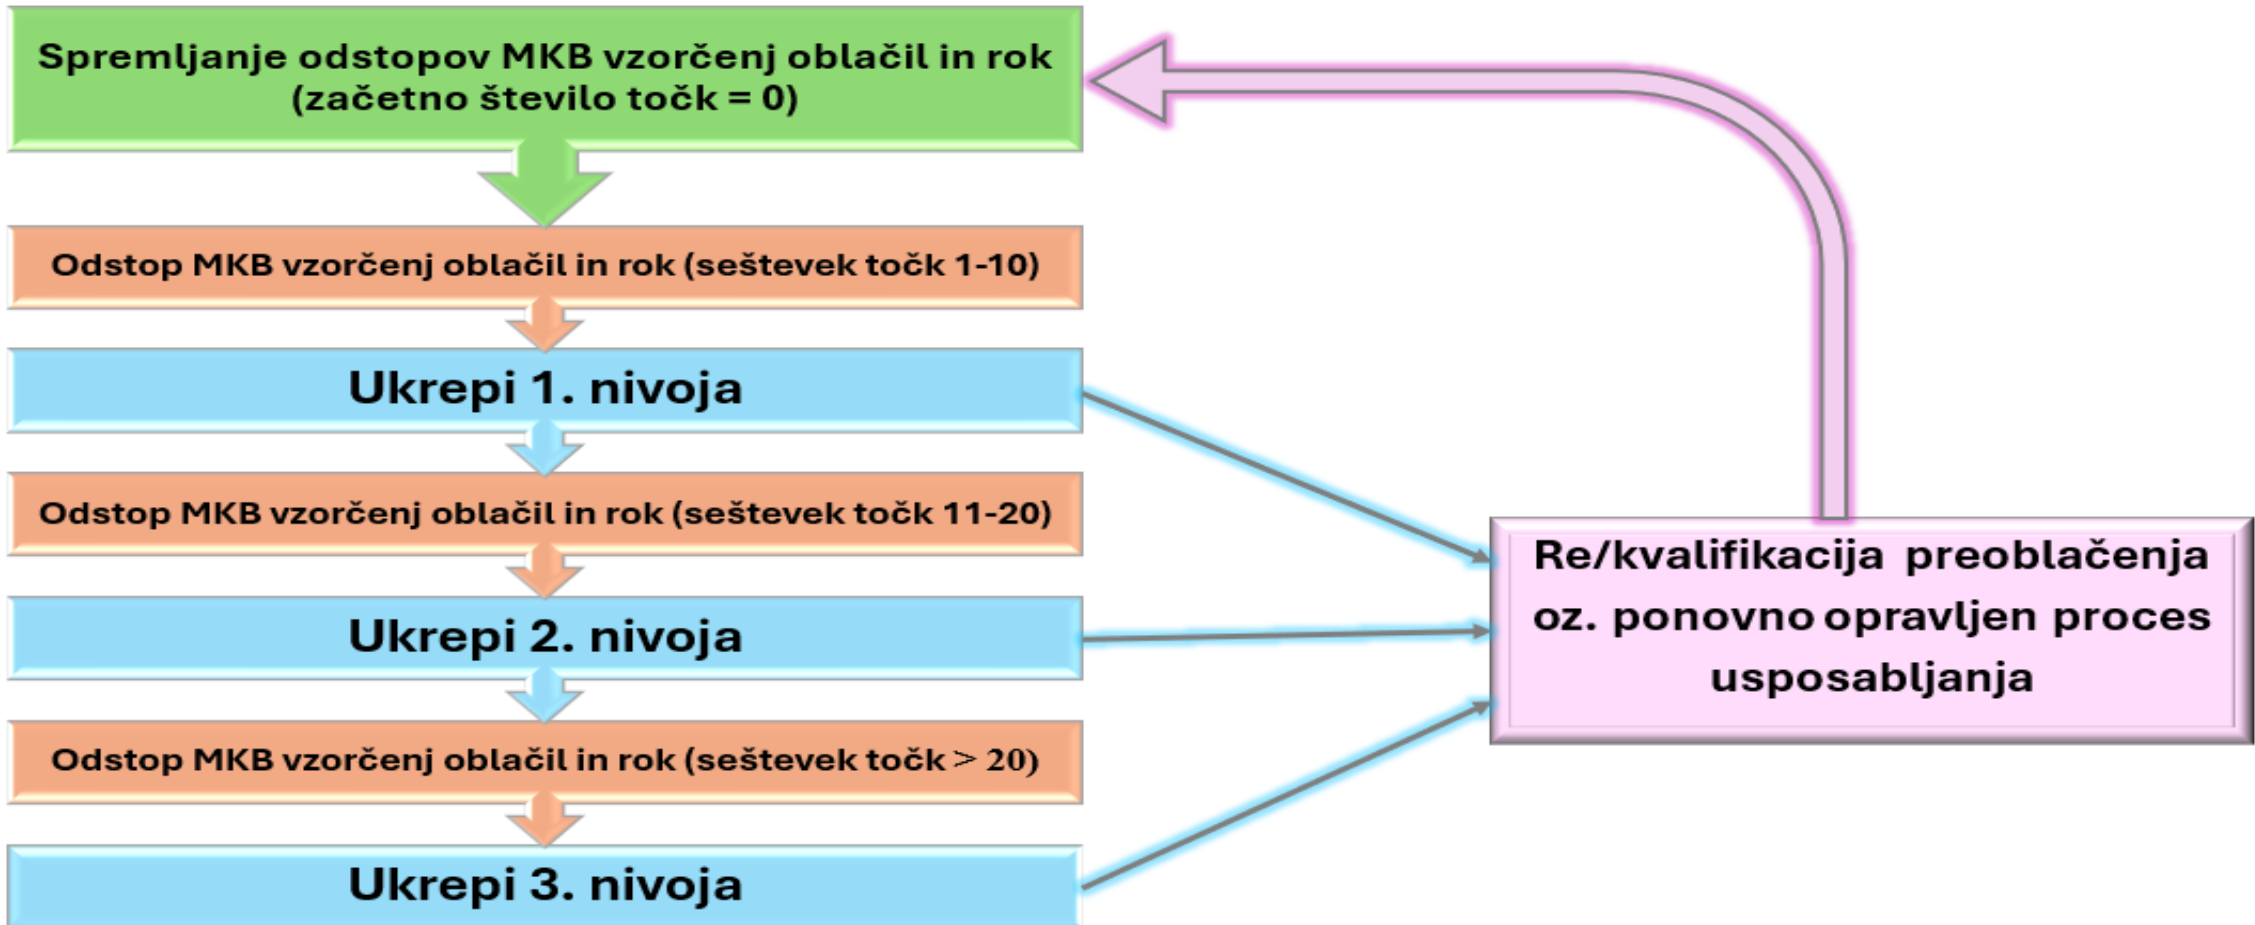 Spremljanje odstopov MKB vzorčenj oblačil in rok
(začetno število točk = 0)
Odstop MKB vzorčenj oblačil in rok (seštevek točk 1-10)
Ukrepi 1. nivoja
Odstop MKB vzorčenj oblačil in rok (seštevek točk 11-20)
Ukrepi 2. nivoja
Odstop MKB vzorčenj oblačil in rok (seštevek točk > 20)
Ukrepi 3. nivoja
Re/kvalifikacija preoblačenja
oz. ponovno opravljen proces
usposabljanja